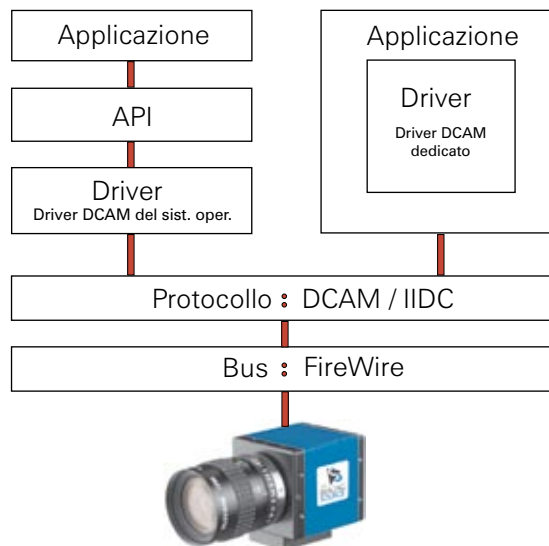 Applicazione
API
Driver
Driver DCAM del sist. oper.
Applicazione
Driver
Driver DCAM
dedicato
Protocollo : DCAM / IIDC
Bus : FireWire